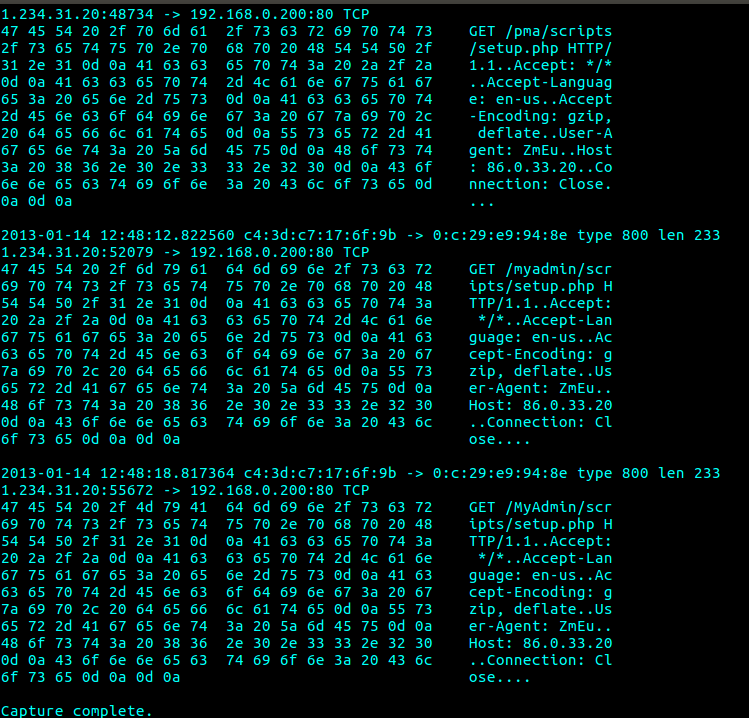 1.234.31.20:48734 -> 192.168.0.200:80 TCP
47 45 54 20 2f 70 6d 61  2f 73 63 72 69 70 74 73    GET /pma/scripts
2f 73 65 74 75 70 2e 70  68 70 20 48 54 54 50 2f    /setup.php HTTP/
31 2e 31 0d 0a 41 63 63  65 70 74 3a 20 2a 2f 2a    1.1..Accept: */*
0d 0a 41 63 63 65 70 74  2d 4c 61 6e 67 75 61 67    ..Accept-Languag
65 3a 20 65 6e 2d 75 73  0d 0a 41 63 63 65 70 74    e: en-us..Accept
2d 45 6e 63 6f 64 69 6e  67 3a 20 67 7a 69 70 2c    -Encoding: gzip,
20 64 65 66 6c 61 74 65  0d 0a 55 73 65 72 2d 41     deflate..User-A
67 65 6e 74 3a 20 5a 6d  45 75 0d 0a 48 6f 73 74    gent: ZmEu..Host
3a 20 38 36 2e 30 2e 33  33 2e 32 30 0d 0a 43 6f    : 86.0.33.20..Co
6e 6e 65 63 74 69 6f 6e  3a 20 43 6c 6f 73 65 0d    nnection: Close.
0a 0d 0a    ...
2013-01-14 12:48:12.822560 c4:3d:c7:17:6f:9b -> 0:c:29:e9:94:8e type 800 len 233
1.234.31.20:52079 -> 192.168.0.200:80 TCP
47 45 54 20 2f 6d 79 61  64 6d 69 6e 2f 73 63 72    GET /myadmin/scr
69 70 74 73 2f 73 65 74  75 70 2e 70 68 70 20 48    ipts/setup.php H
54 54 50 2f 31 2e 31 0d  0a 41 63 63 65 70 74 3a    TTP/1.1..Accept:
20 2a 2f 2a 0d 0a 41 63  63 65 70 74 2d 4c 61 6e     */*..Accept-Lan
67 75 61 67 65 3a 20 65  6e 2d 75 73 0d 0a 41 63    guage: en-us..Ac
63 65 70 74 2d 45 6e 63  6f 64 69 6e 67 3a 20 67    cept-Encoding: g
7a 69 70 2c 20 64 65 66  6c 61 74 65 0d 0a 55 73    zip, deflate..Us
65 72 2d 41 67 65 6e 74  3a 20 5a 6d 45 75 0d 0a    er-Agent: ZmEu..
48 6f 73 74 3a 20 38 36  2e 30 2e 33 33 2e 32 30    Host: 86.0.33.20
0d 0a 43 6f 6e 6e 65 63  74 69 6f 6e 3a 20 43 6c    ..Connection: Cl
6f 73 65 0d 0a 0d 0a    ose....
2013-01-14 12:48:18.817364 c4:3d:c7:17:6f:9b -> 0:c:29:e9:94:8e type 800 len 233
1.234.31.20:55672 -> 192.168.0.200:80 TCP
47 45 54 20 2f 4d 79 41  64 6d 69 6e 2f 73 63 72    GET /MyAdmin/scr
69 70 74 73 2f 73 65 74  75 70 2e 70 68 70 20 48    ipts/setup.php H
54 54 50 2f 31 2e 31 0d  0a 41 63 63 65 70 74 3a    TTP/1.1..Accept:
20 2a 2f 2a 0d 0a 41 63  63 65 70 74 2d 4c 61 6e     */*..Accept-Lan
67 75 61 67 65 3a 20 65  6e 2d 75 73 0d 0a 41 63    guage: en-us..Ac
63 65 70 74 2d 45 6e 63  6f 64 69 6e 67 3a 20 67    cept-Encoding: g
7a 69 70 2c 20 64 65 66  6c 61 74 65 0d 0a 55 73    zip, deflate..Us
65 72 2d 41 67 65 6e 74  3a 20 5a 6d 45 75 0d 0a    er-Agent: ZmEu..
48 6f 73 74 3a 20 38 36  2e 30 2e 33 33 2e 32 30    Host: 86.0.33.20
0d 0a 43 6f 6e 6e 65 63  74 69 6f 6e 3a 20 43 6c    ..Connection: Cl
6f 73 65 0d 0a 0d 0a    ose....
Capture complete.